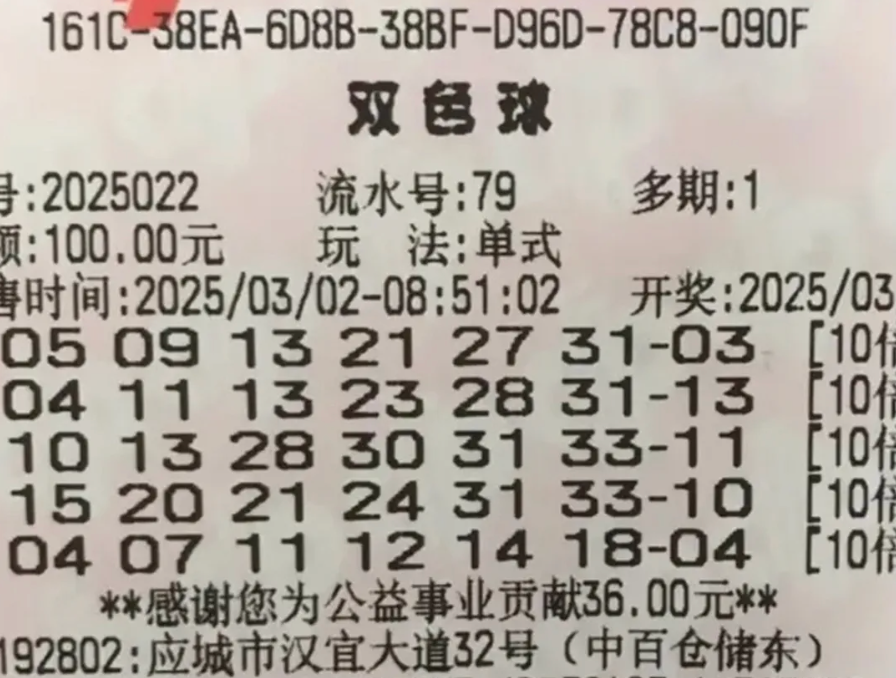 161C-38EA-6D8B-38BF-D96D-78C8-090F
双色球
号:2025022 流水号:79 多期:1
额:100.00元 玩 法:单式
售时间:2025/03/02-08:51:02 开奖:2025/03
05 09 13 21 27 31-03 [10倍
04 11 13 23 28 31-13 [10倍
10 13 28 30 31 33-11 [10倍
15 20 21 24 31 33-10 [10倍
04 07 11 12 14 18-04 [10倍
**感谢您为公益事业贡献36.00元**
192802:应城市汉宜大道32号（中百仓储东）